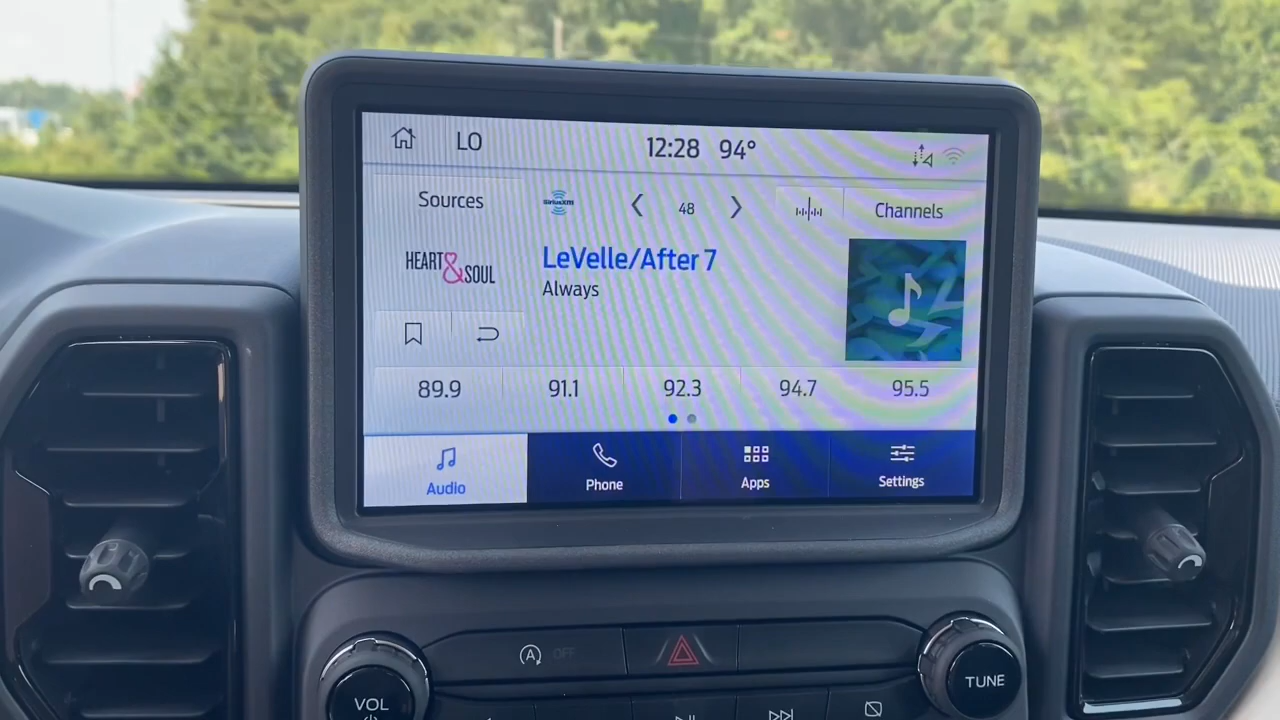 LO
12:28 94°
Sources
SiriusXM
48
Channels
HEART&SOUL
LeVelle/After 7
Always
89.9
91.1
92.3
94.7
95.5
Audio
Phone
Apps
Settings
A OFF
VOL
TUNE